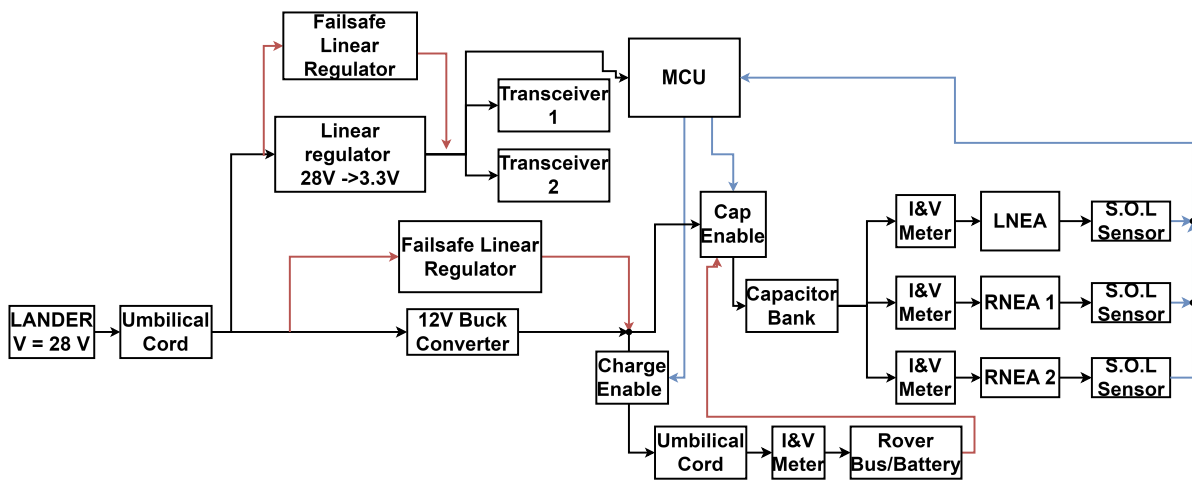 Failsafe
Linear
Regulator
MCU
Transceiver
1
Linear
regulator
28V ->3.3V
Transceiver
2
Cap
Enable
I&V
Meter
LNEA
S.O.L
Sensor
Failsafe Linear
Regulator
Capacitor
Bank
I&V
Meter
RNEA 1
S.O.L
Sensor
LANDER
V = 28 V
Umbilical
Cord
12V Buck
Converter
Charge
Enable
I&V
Meter
RNEA 2
S.O.L
Sensor
Umbilical
Cord
I&V
Meter
Rover
Bus/Battery